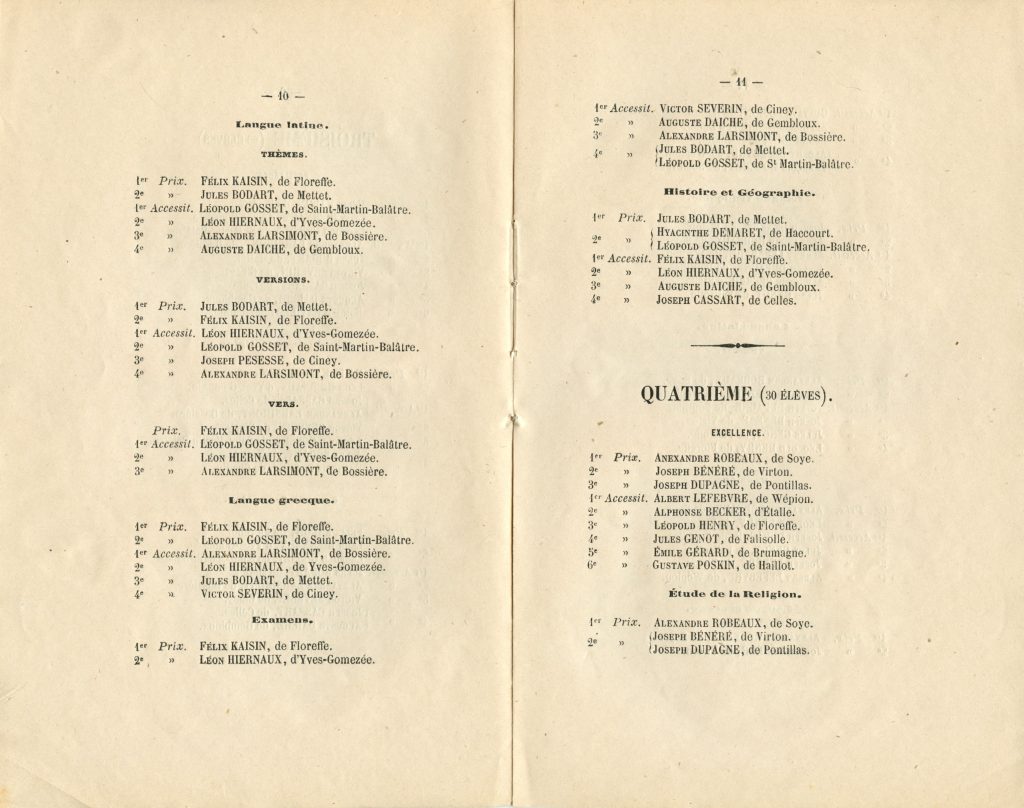 — 10 —
Langue latine.
THÈMES.
1er Prix. FÉLIX KAISIN, de Floreffe.
2e » JULES BODART, de Mettet.
1er Accessit. LÉOPOLD GOSSET, de Saint-Martin-Balâtre.
2e » LÉON HIERNAUX, d'Yves-Gomezée.
3e » ALEXANDRE LARSIMONT, de Bossière.
4e » AUGUSTE DAICHE, de Gembloux.
VERSIONS.
1er Prix. JULES BODART, de Mettet.
2e » FÉLIX KAISIN, de Floreffe.
1er Accessit. LÉON HIERNAUX, d'Yves-Gomezée.
2e » LÉOPOLD GOSSET, de Saint-Martin-Balâtre.
3e » JOSEPH PESESSE, de Ciney.
4e » ALEXANDRE LARSIMONT, de Bossière.
VERS.
Prix. FÉLIX KAISIN, de Floreffe.
1er Accessit. LÉOPOLD GOSSET, de Saint-Martin-Balâtre.
2e » LÉON HIERNAUX, d'Yves-Gomezée.
3e » ALEXANDRE LARSIMONT, de Bossière.
Langue grecque.
1er Prix. FÉLIX KAISIN, de Floreffe.
2e » LÉOPOLD GOSSET, de Saint-Martin-Balâtre.
1er Accessit. ALEXANDRE LARSIMONT, de Bossière.
2e » LÉON HIERNAUX, de Yves-Gomezée.
3e » JULES BODART, de Mettet.
4e » VICTOR SEVERIN, de Ciney.
Examens.
1er Prix. FÉLIX KAISIN, de Floreffe.
2e » LÉON HIERNAUX, d'Yves-Gomezée.
— 11 —
1er Accessit. VICTOR SEVERIN, de Ciney.
2e » AUGUSTE DAICHE, de Gembloux.
3e » ALEXANDRE LARSIMONT, de Bossière.
4e » JULES BODART, de Mettet.
LÉOPOLD GOSSET, de St Martin-Balâtre.
Histoire et Géographie.
1er Prix. JULES BODART, de Mettet.
2e » HYACINTHE DEMARET, de Haccourt.
LÉOPOLD GOSSET, de Saint-Martin-Balâtre.
1er Accessit. FÉLIX KAISIN, de Floreffe.
2e » LÉON HIERNAUX, d'Yves-Gomezée.
3e » AUGUSTE DAICHE, de Gembloux.
4e » JOSEPH CASSART, de Celles.
QUATRIÈME (30 ÉLÈVES).
EXCELLENCE.
1er Prix. ANEXANDRE ROBEAUX, de Soye.
2e » JOSEPH BÉNÉRÉ, de Virton.
3e » JOSEPH DUPAGNE, de Pontillas.
1er Accessit. ALBERT LEFEBVRE, de Wépion.
2e » ALPHONSE BECKER, d'Étalle.
3e » LÉOPOLD HENRY, de Floreffe.
4e » JULES GENOT, de Falisolle.
5e » ÉMILE GÉRARD, de Brumagne.
6e » GUSTAVE POSKIN, de Haillot.
Étude de la Religion.
1er Prix. ALEXANDRE ROBEAUX, de Soye.
2e » JOSEPH BÉNÉRÉ, de Virton.
JOSEPH DUPAGNE, de Pontillas.